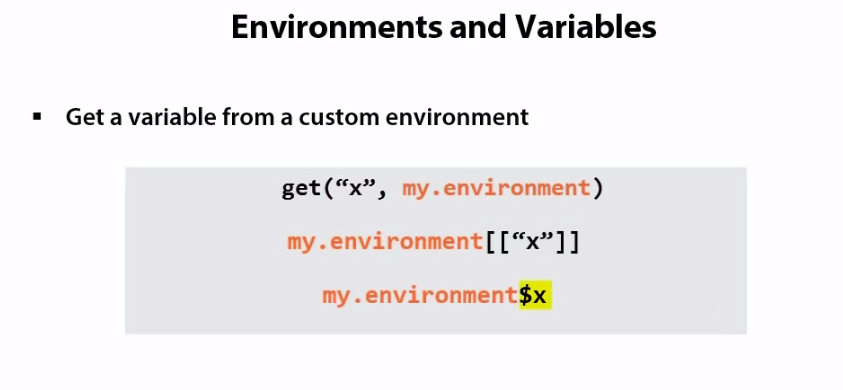 Environments and Variables
▪ Get a variable from a custom environment
get(“x”, my.environment)
my.environment[[“x”]]
my.environment$x